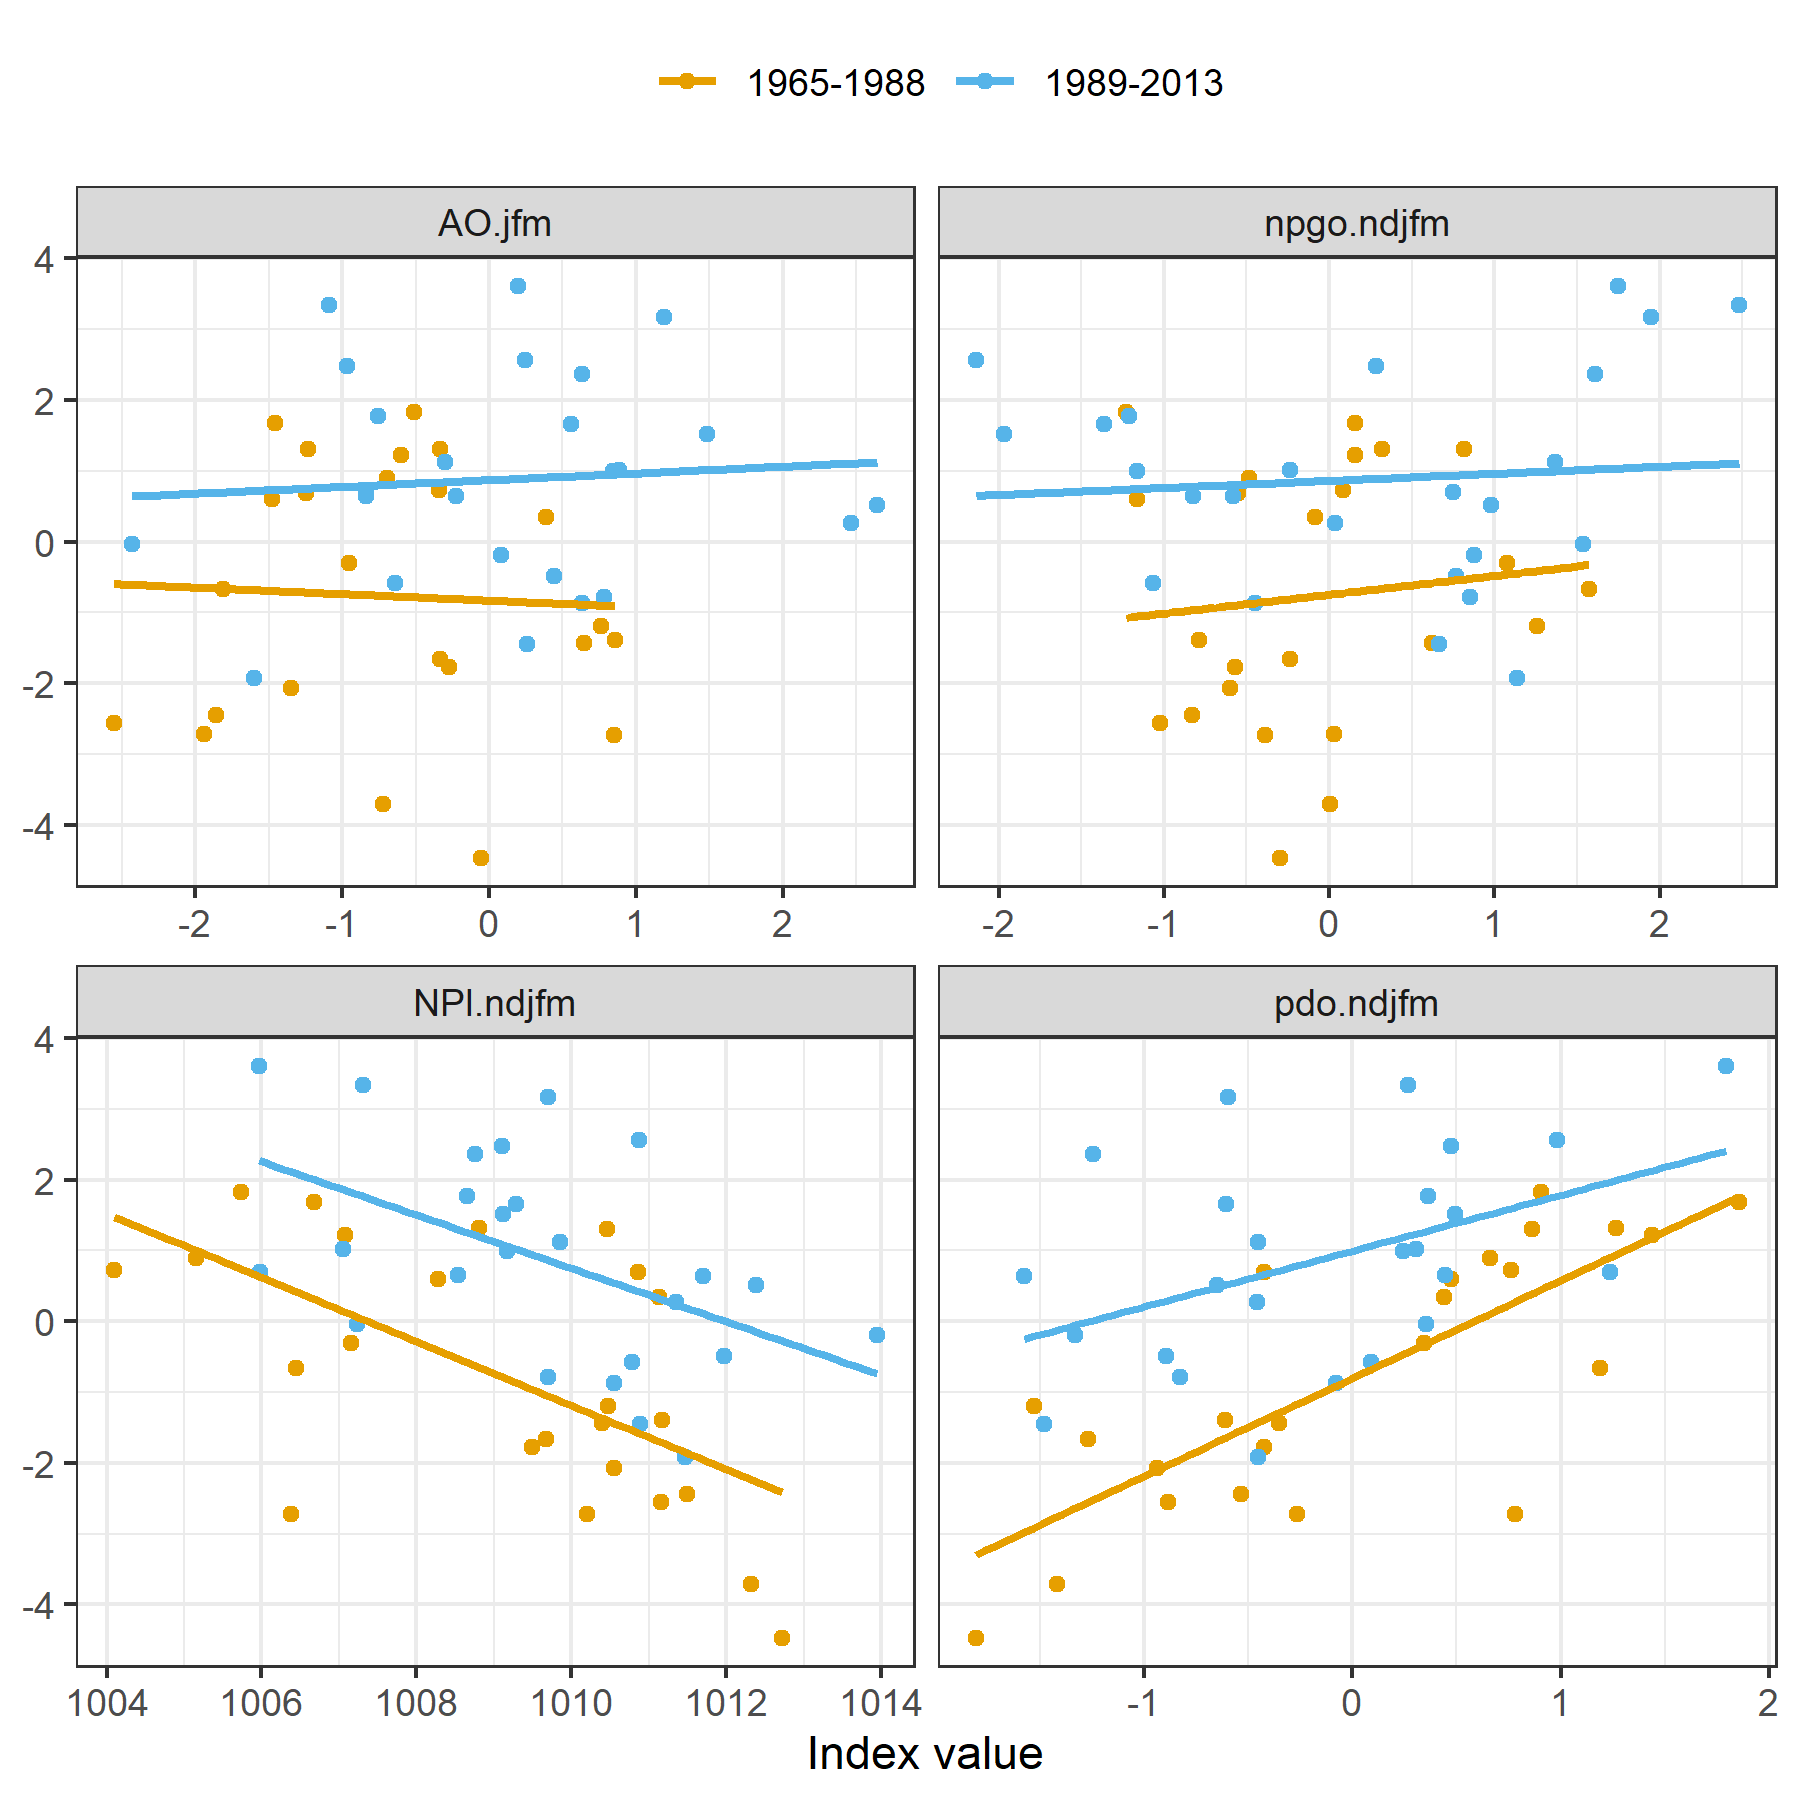 1965-1988 1989-2013
AO.jfm npgo.ndjfm
4
2
0
-2
-4
-2 -1 0 1 2 -2 -1 0 1 2
NPI.ndjfm pdo.ndjfm
4
2
0
-2
-4
1004 1006 1008 1010 1012 1014 -1 0 1 2
Index value